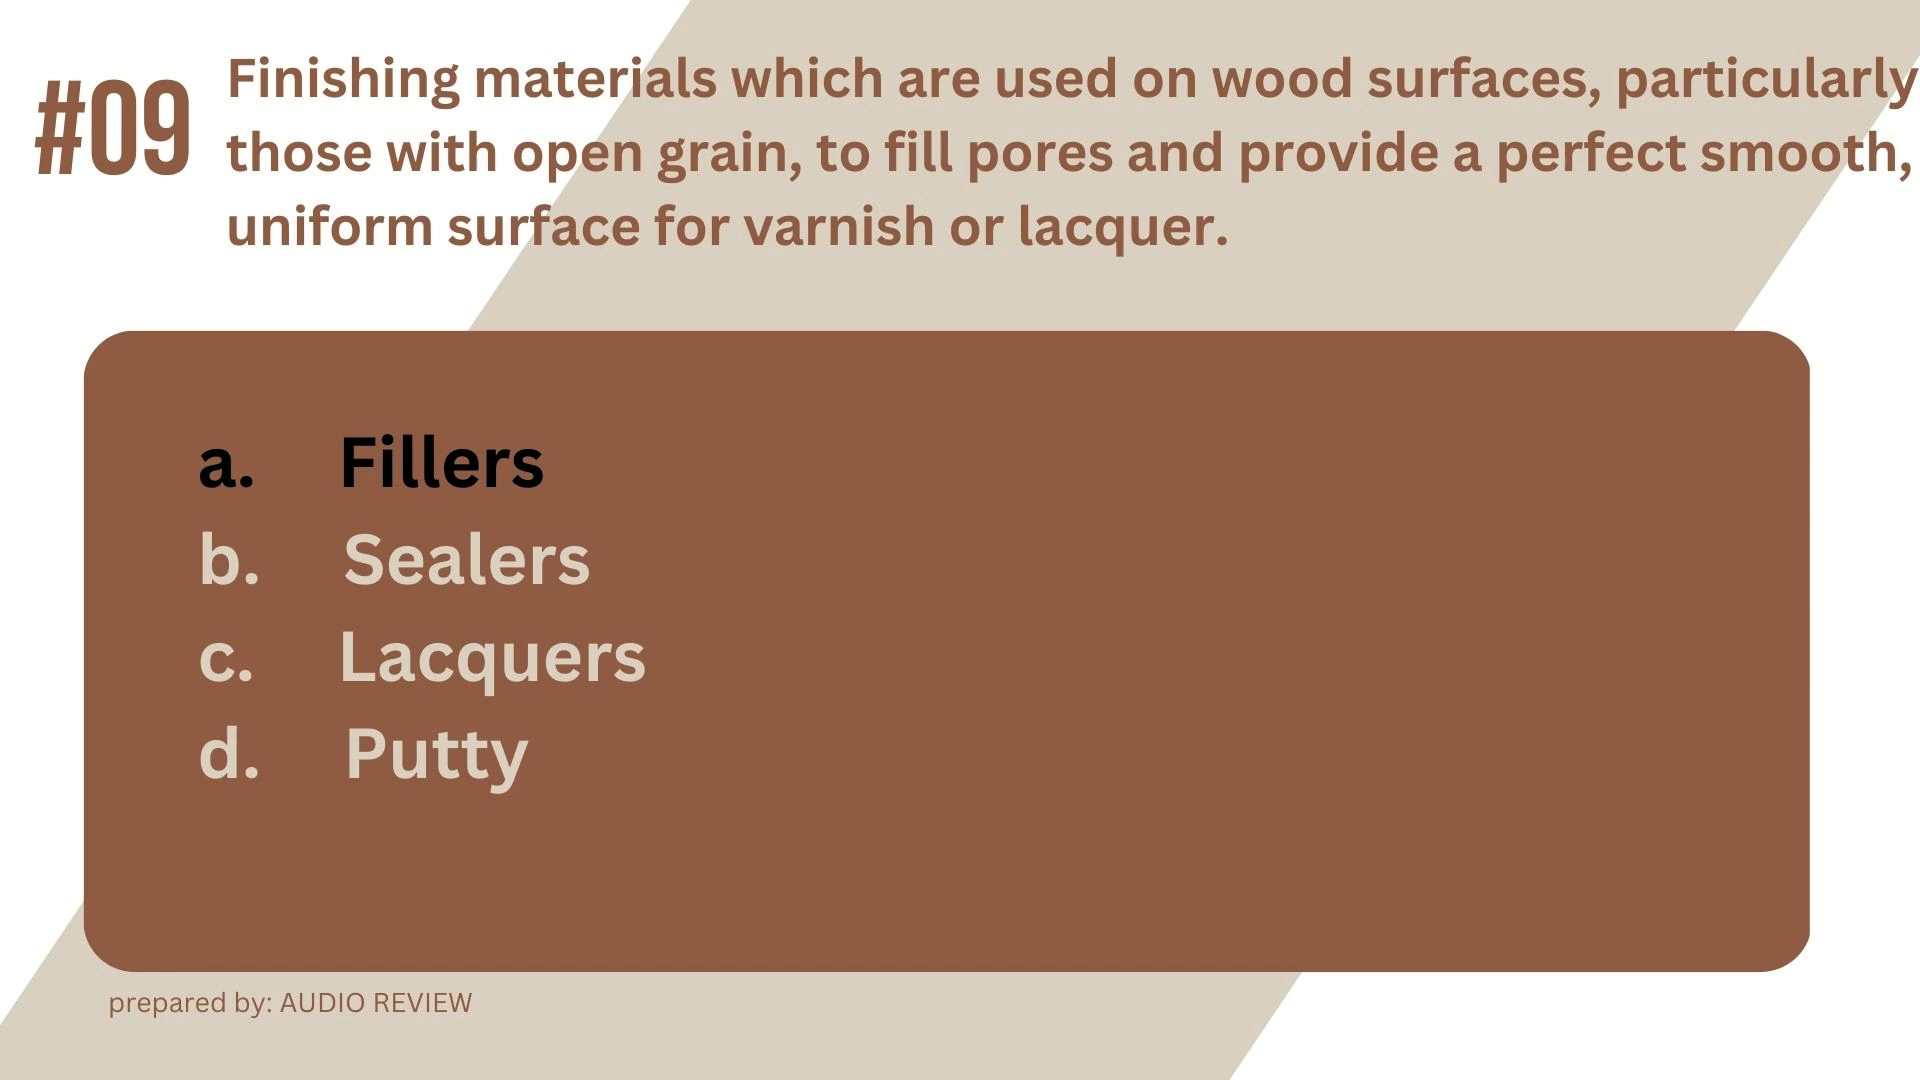 #09
Finishing materials which are used on wood surfaces, particularly
those with open grain, to fill pores and provide a perfect smooth,
uniform surface for varnish or lacquer.
a. Fillers
b. Sealers
c. Lacquers
d. Putty
prepared by: AUDIO REVIEW